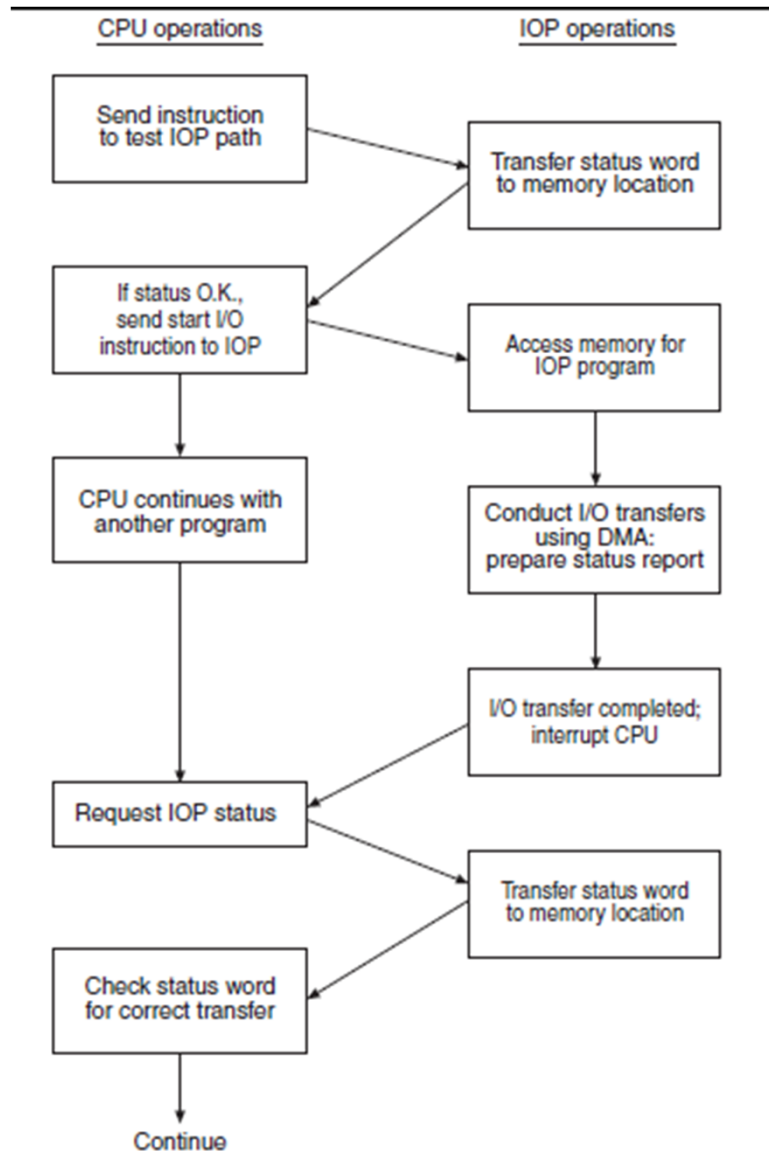 CPU operations
IOP operations
Send instruction
to test IOP path
Transfer status word
to memory location
If status O.K.,
send start I/O
instruction to IOP
Access memory for
IOP program
CPU continues with
another program
Conduct I/O transfers
using DMA:
prepare status report
I/O transfer completed;
interrupt CPU
Request IOP status
Transfer status word
to memory location
Check status word
for correct transfer
Continue